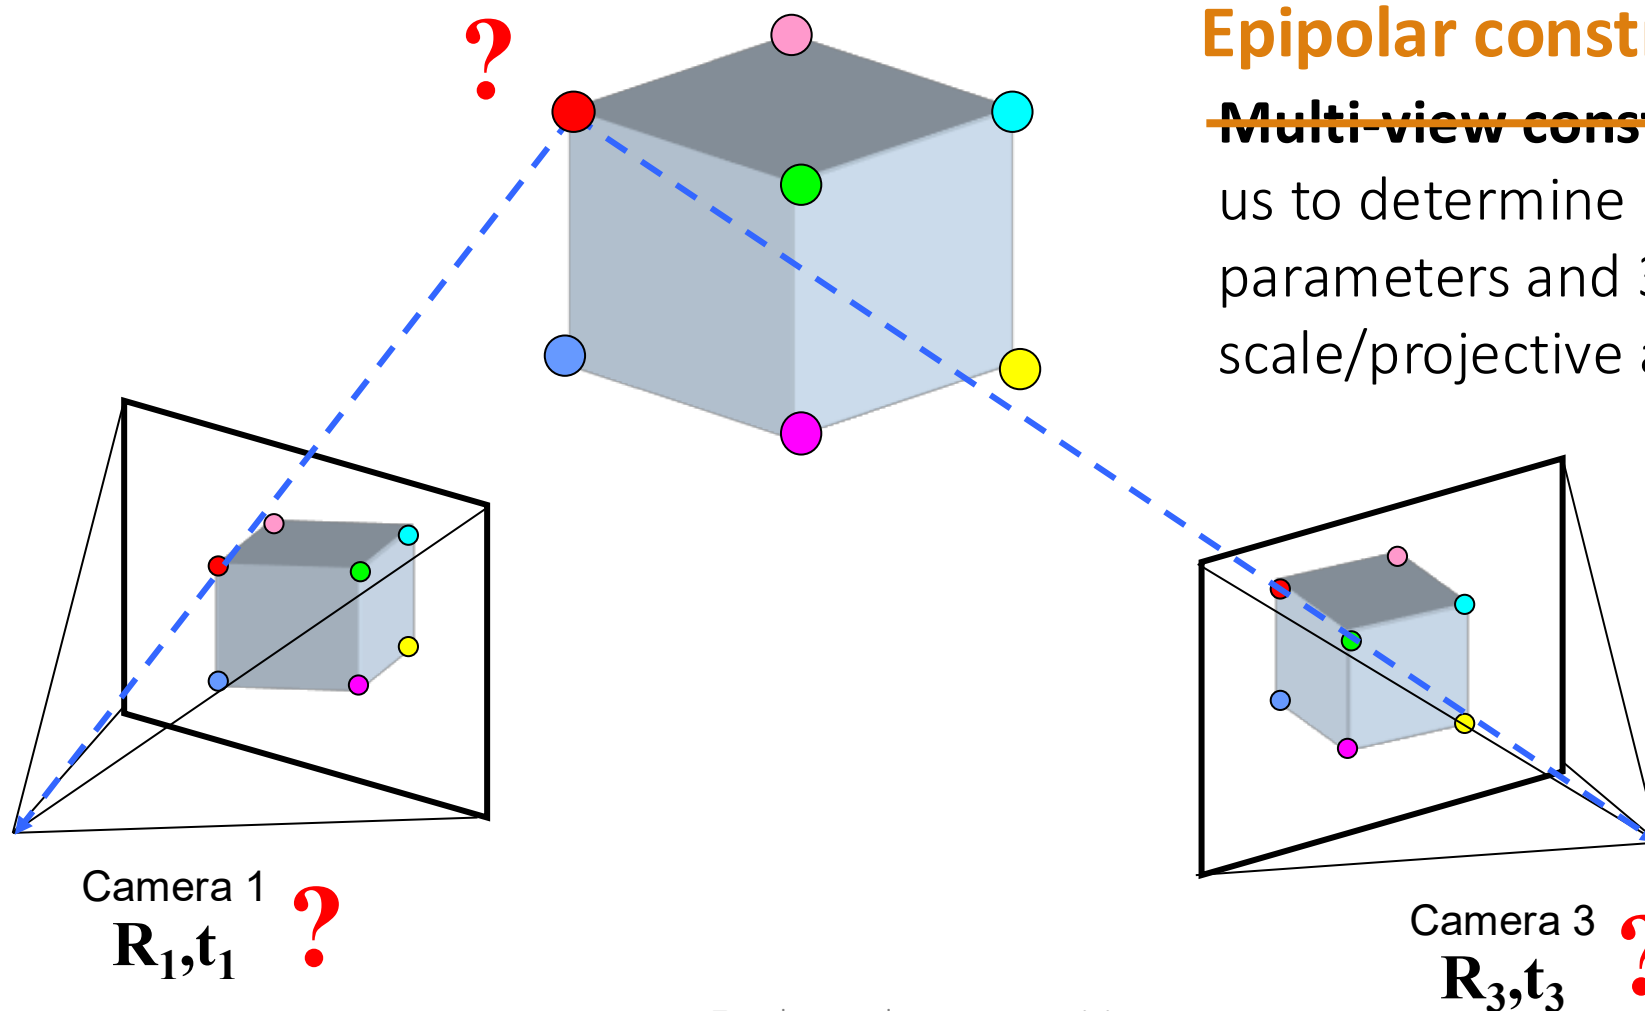 ?
Epipolar const
Multi-view cons
us to determine
parameters and 3
scale/projective a
Camera 1
R₁,t₁ ?
Camera 3
R₃,t₃ ?